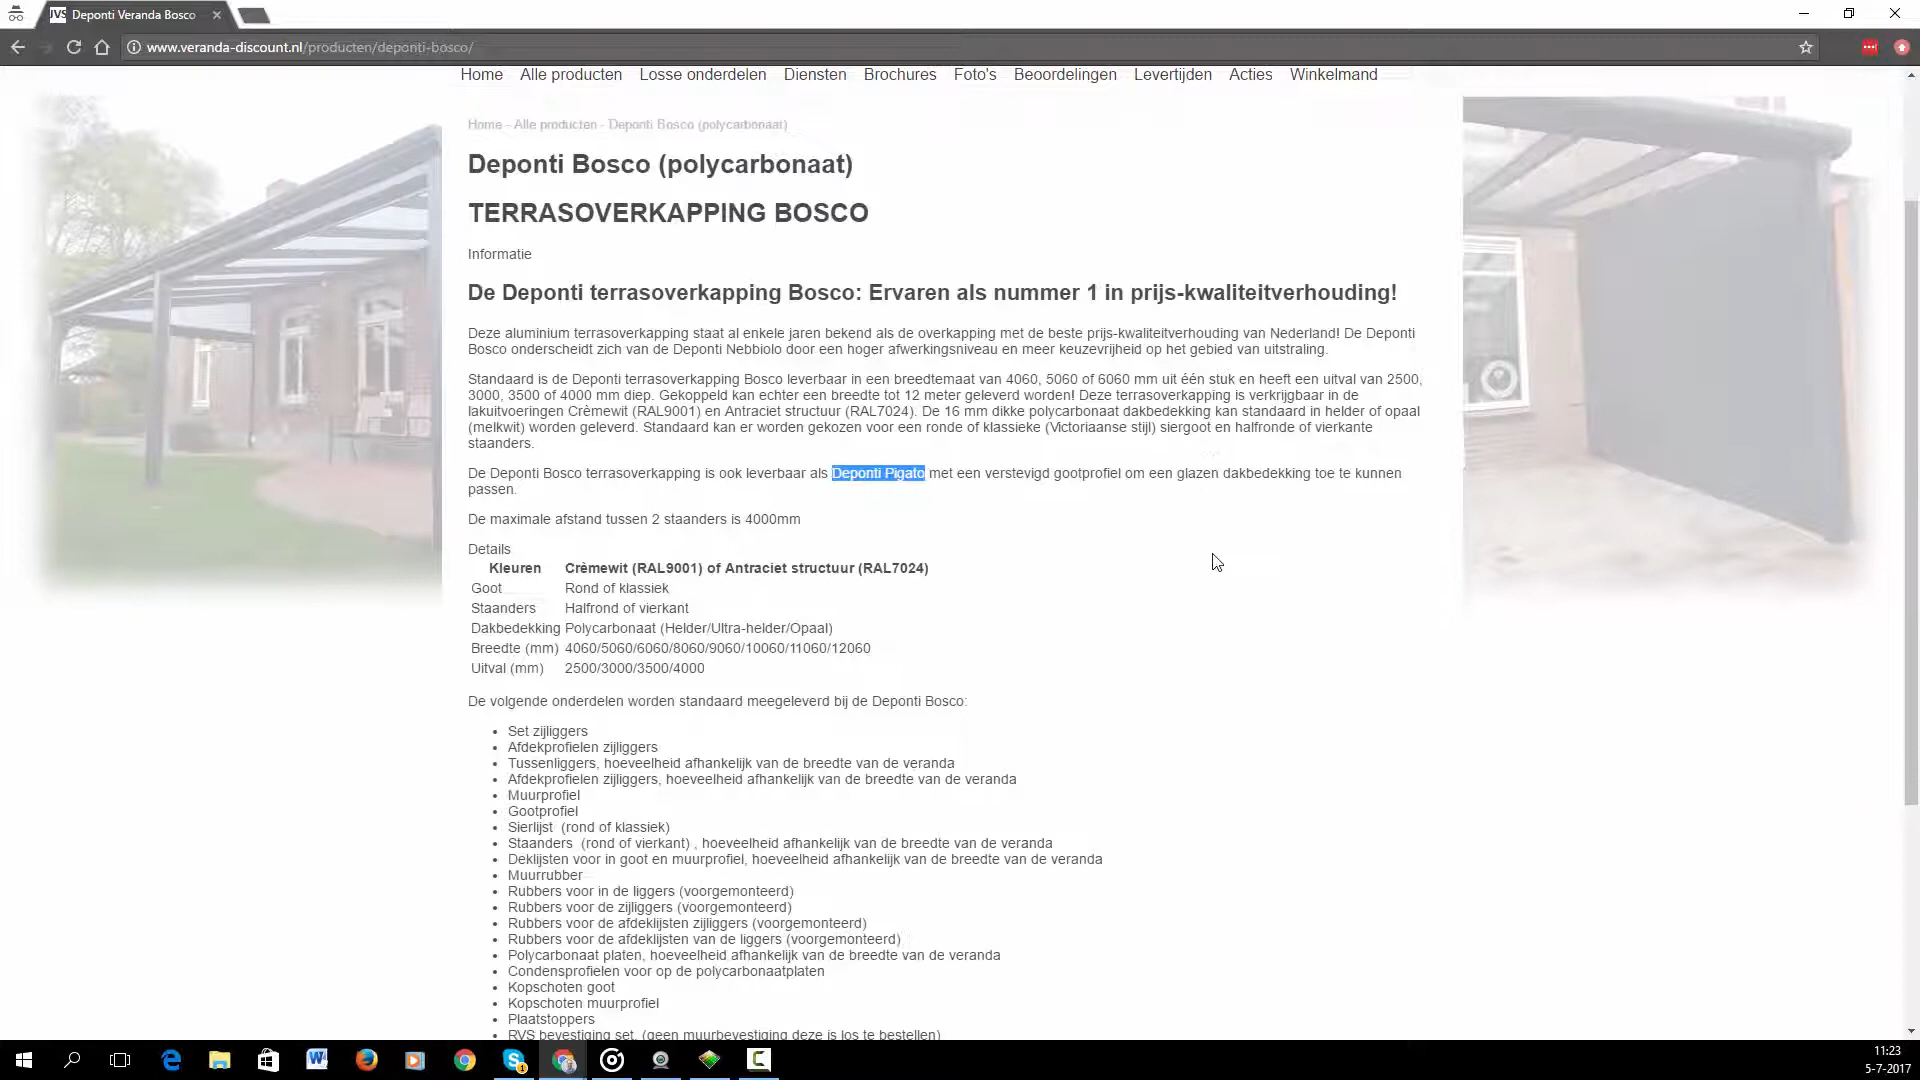 JVS Deponti Veranda Bosco
www.veranda-discount.nl/producten/deponti-bosco/
Home Alle producten Losse onderdelen Diensten Brochures Foto's Beoordelingen Levertijden Acties Winkelmand
Home - Alle producten - Deponti Bosco (polycarbonaat)
Deponti Bosco (polycarbonaat)
TERRASOVERKAPPING BOSCO
Informatie
De Deponti terrasoverkapping Bosco: Ervaren als nummer 1 in prijs-kwaliteitverhouding!
Deze aluminium terrasoverkapping staat al enkele jaren bekend als de overkapping met de beste prijs-kwaliteitverhouding van Nederland! De Deponti
Bosco onderscheidt zich van de Deponti Nebbiolo door een hoger afwerkingsniveau en meer keuzevrijheid op het gebied van uitstraling.
Standaard is de Deponti terrasoverkapping Bosco leverbaar in een breedtemaat van 4060, 5060 of 6060 mm uit één stuk en heeft een uitval van 2500,
3000, 3500 of 4000 mm diep. Gekoppeld kan echter een breedte tot 12 meter geleverd worden! Deze terrasoverkapping is verkrijgbaar in de
lakuitvoeringen Crèmewit (RAL9001) en Antraciet structuur (RAL7024). De 16 mm dikke polycarbonaat dakbedekking kan standaard in helder of opaal
(melkwit) worden geleverd. Standaard kan er worden gekozen voor een ronde of klassieke (Victoriaanse stijl) siergoot en halfronde of vierkante
staanders.
De Deponti Bosco terrasoverkapping is ook leverbaar als Deponti Pigato met een verstevigd gootprofiel om een glazen dakbedekking toe te kunnen
passen.
De maximale afstand tussen 2 staanders is 4000mm
Details
Kleuren Crèmewit (RAL9001) of Antraciet structuur (RAL7024)
Goot Rond of klassiek
Staanders Halfrond of vierkant
Dakbedekking Polycarbonaat (Helder/Ultra-helder/Opaal)
Breedte (mm) 4060/5060/6060/8060/9060/10060/11060/12060
Uitval (mm) 2500/3000/3500/4000
De volgende onderdelen worden standaard meegeleverd bij de Deponti Bosco:
• Set zijliggers
• Afdekprofielen zijliggers
• Tussenliggers, hoeveelheid afhankelijk van de breedte van de veranda
• Afdekprofielen zijliggers, hoeveelheid afhankelijk van de breedte van de veranda
• Muurprofiel
• Gootprofiel
• Sierlijst (rond of klassiek)
• Staanders (rond of vierkant) , hoeveelheid afhankelijk van de breedte van de veranda
• Deklijsten voor in goot en muurprofiel, hoeveelheid afhankelijk van de breedte van de veranda
• Muurrubber
• Rubbers voor in de liggers (voorgemonteerd)
• Rubbers voor de zijliggers (voorgemonteerd)
• Rubbers voor de afdeklijsten zijliggers (voorgemonteerd)
• Rubbers voor de afdeklijsten van de liggers (voorgemonteerd)
• Polycarbonaat platen, hoeveelheid afhankelijk van de breedte van de veranda
• Condensprofielen voor op de polycarbonaatplaten
• Kopschoten goot
• Kopschoten muurprofiel
• Plaatstoppers
• RVS bevestiging set, (geen muurbevestiging deze is los te bestellen)
11:23
5-7-2017